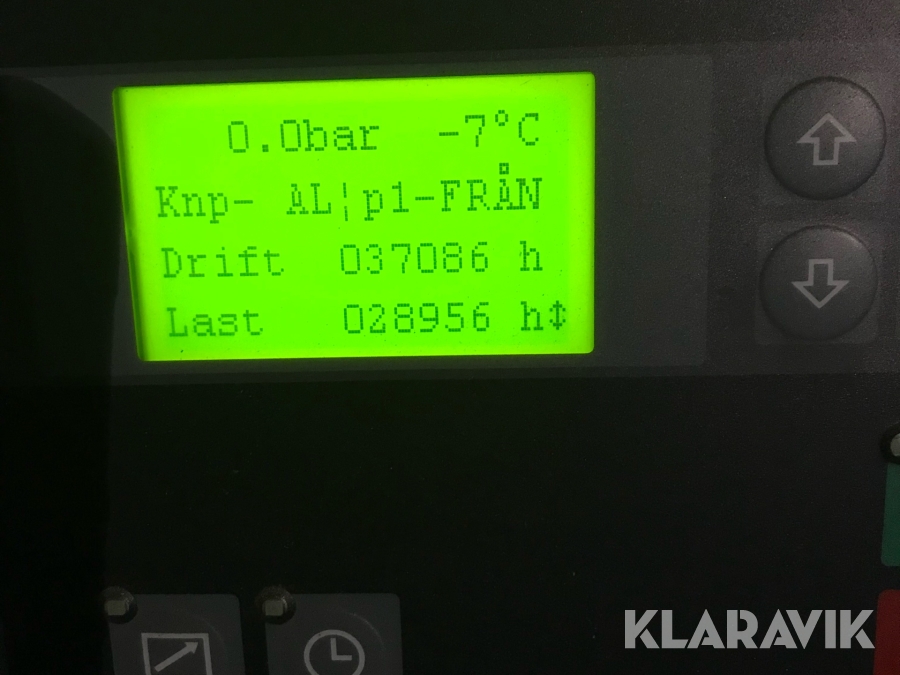 0.0bar -7°C
Knp- AL¦p1-FRÅN
Drift 037086 h
Last 028956 h↕
KLARAVIK